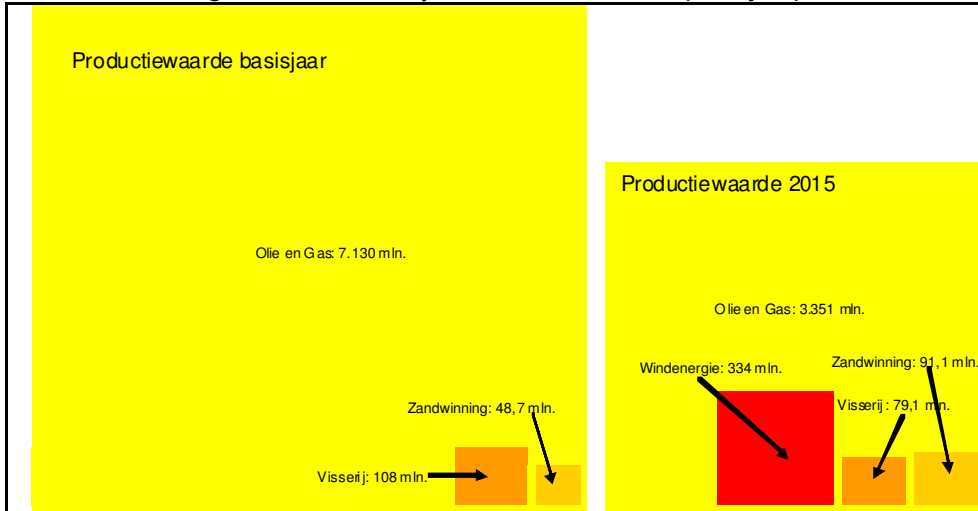 Productiewaarde basisjaar
Olie en Gas: 7.130 mln.
Zandwinning: 48,7 mln.
Visserij: 108 mln.
Productiewaarde 2015
Olie en Gas: 3.351 mln.
Windenergie: 334 mln.
Zandwinning: 91,1 mln.
Visserij: 79,1 mln.